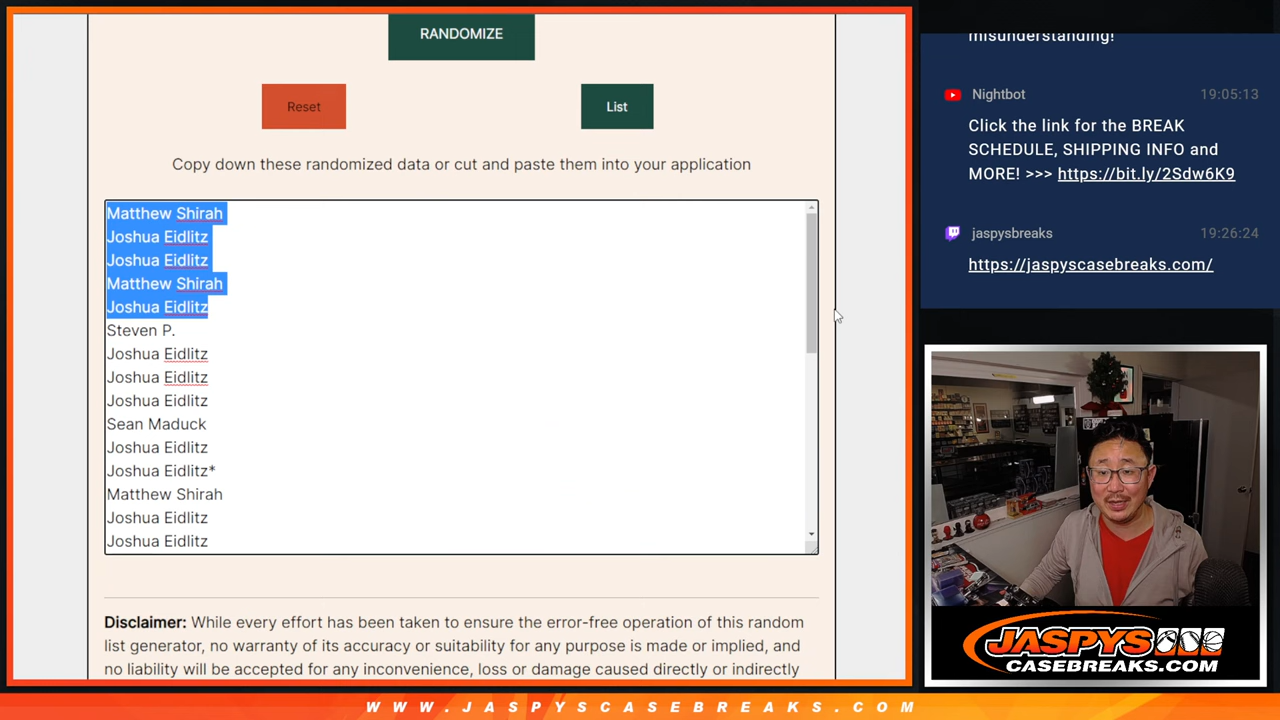 RANDOMIZE
Reset
List
Copy down these randomized data or cut and paste them into your application
Matthew Shirah
Joshua Eidlitz
Joshua Eidlitz
Matthew Shirah
Joshua Eidlitz
Steven P.
Joshua Eidlitz
Joshua Eidlitz
Joshua Eidlitz
Sean Maduck
Joshua Eidlitz
Joshua Eidlitz*
Matthew Shirah
Joshua Eidlitz
Joshua Eidlitz
Disclaimer: While every effort has been taken to ensure the error-free operation of this random
list generator, no warranty of its accuracy or suitability for any purpose is made or implied, and
no liability will be accepted for any inconvenience, loss or damage caused directly or indirectly
misunderstanding!
Nightbot 19:05:13
Click the link for the BREAK
SCHEDULE, SHIPPING INFO and
MORE! >>> https://bit.ly/2Sdw6K9
jaspysbreaks 19:26:24
https://jaspyscasebreaks.com/
JASPYS
CASEBREAKS.COM
WWW.JASPYSCASEBREAKS.COM